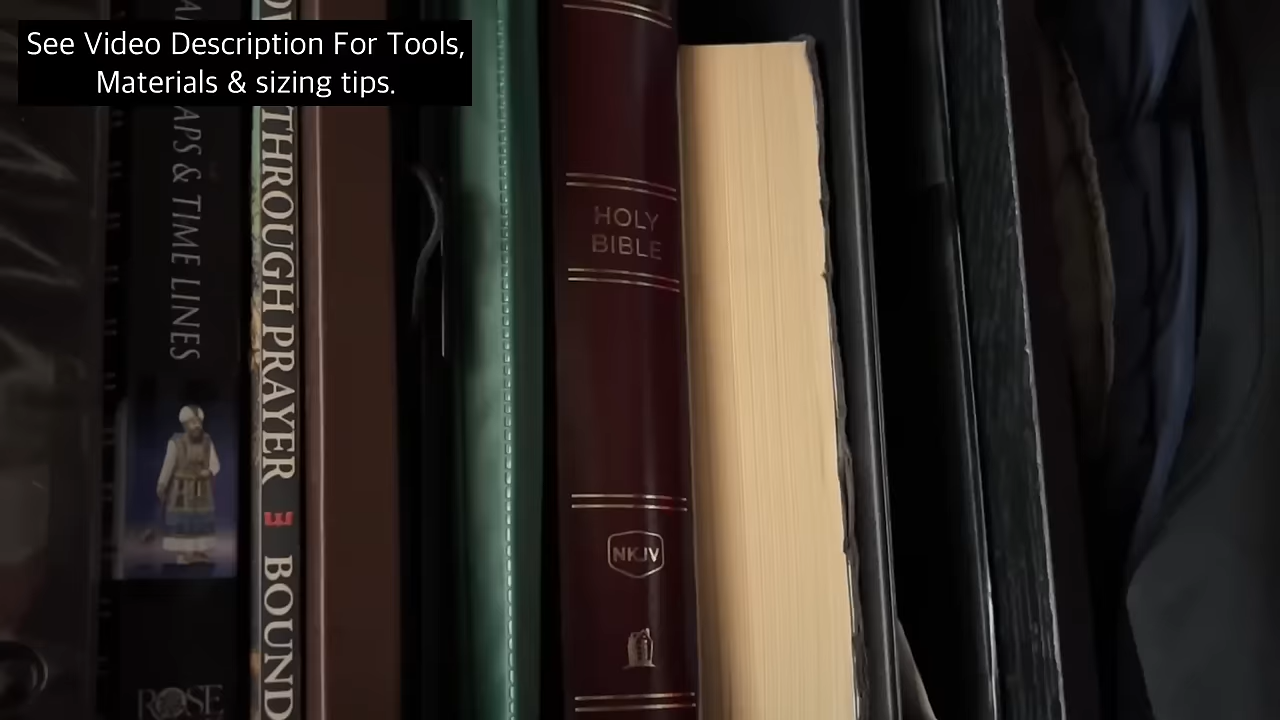 See Video Description For Tools,
Materials & sizing tips.
APS & TIME LINES
ROSE
THROUGH PRAYER
BOUND
HOLY
BIBLE
NKJV